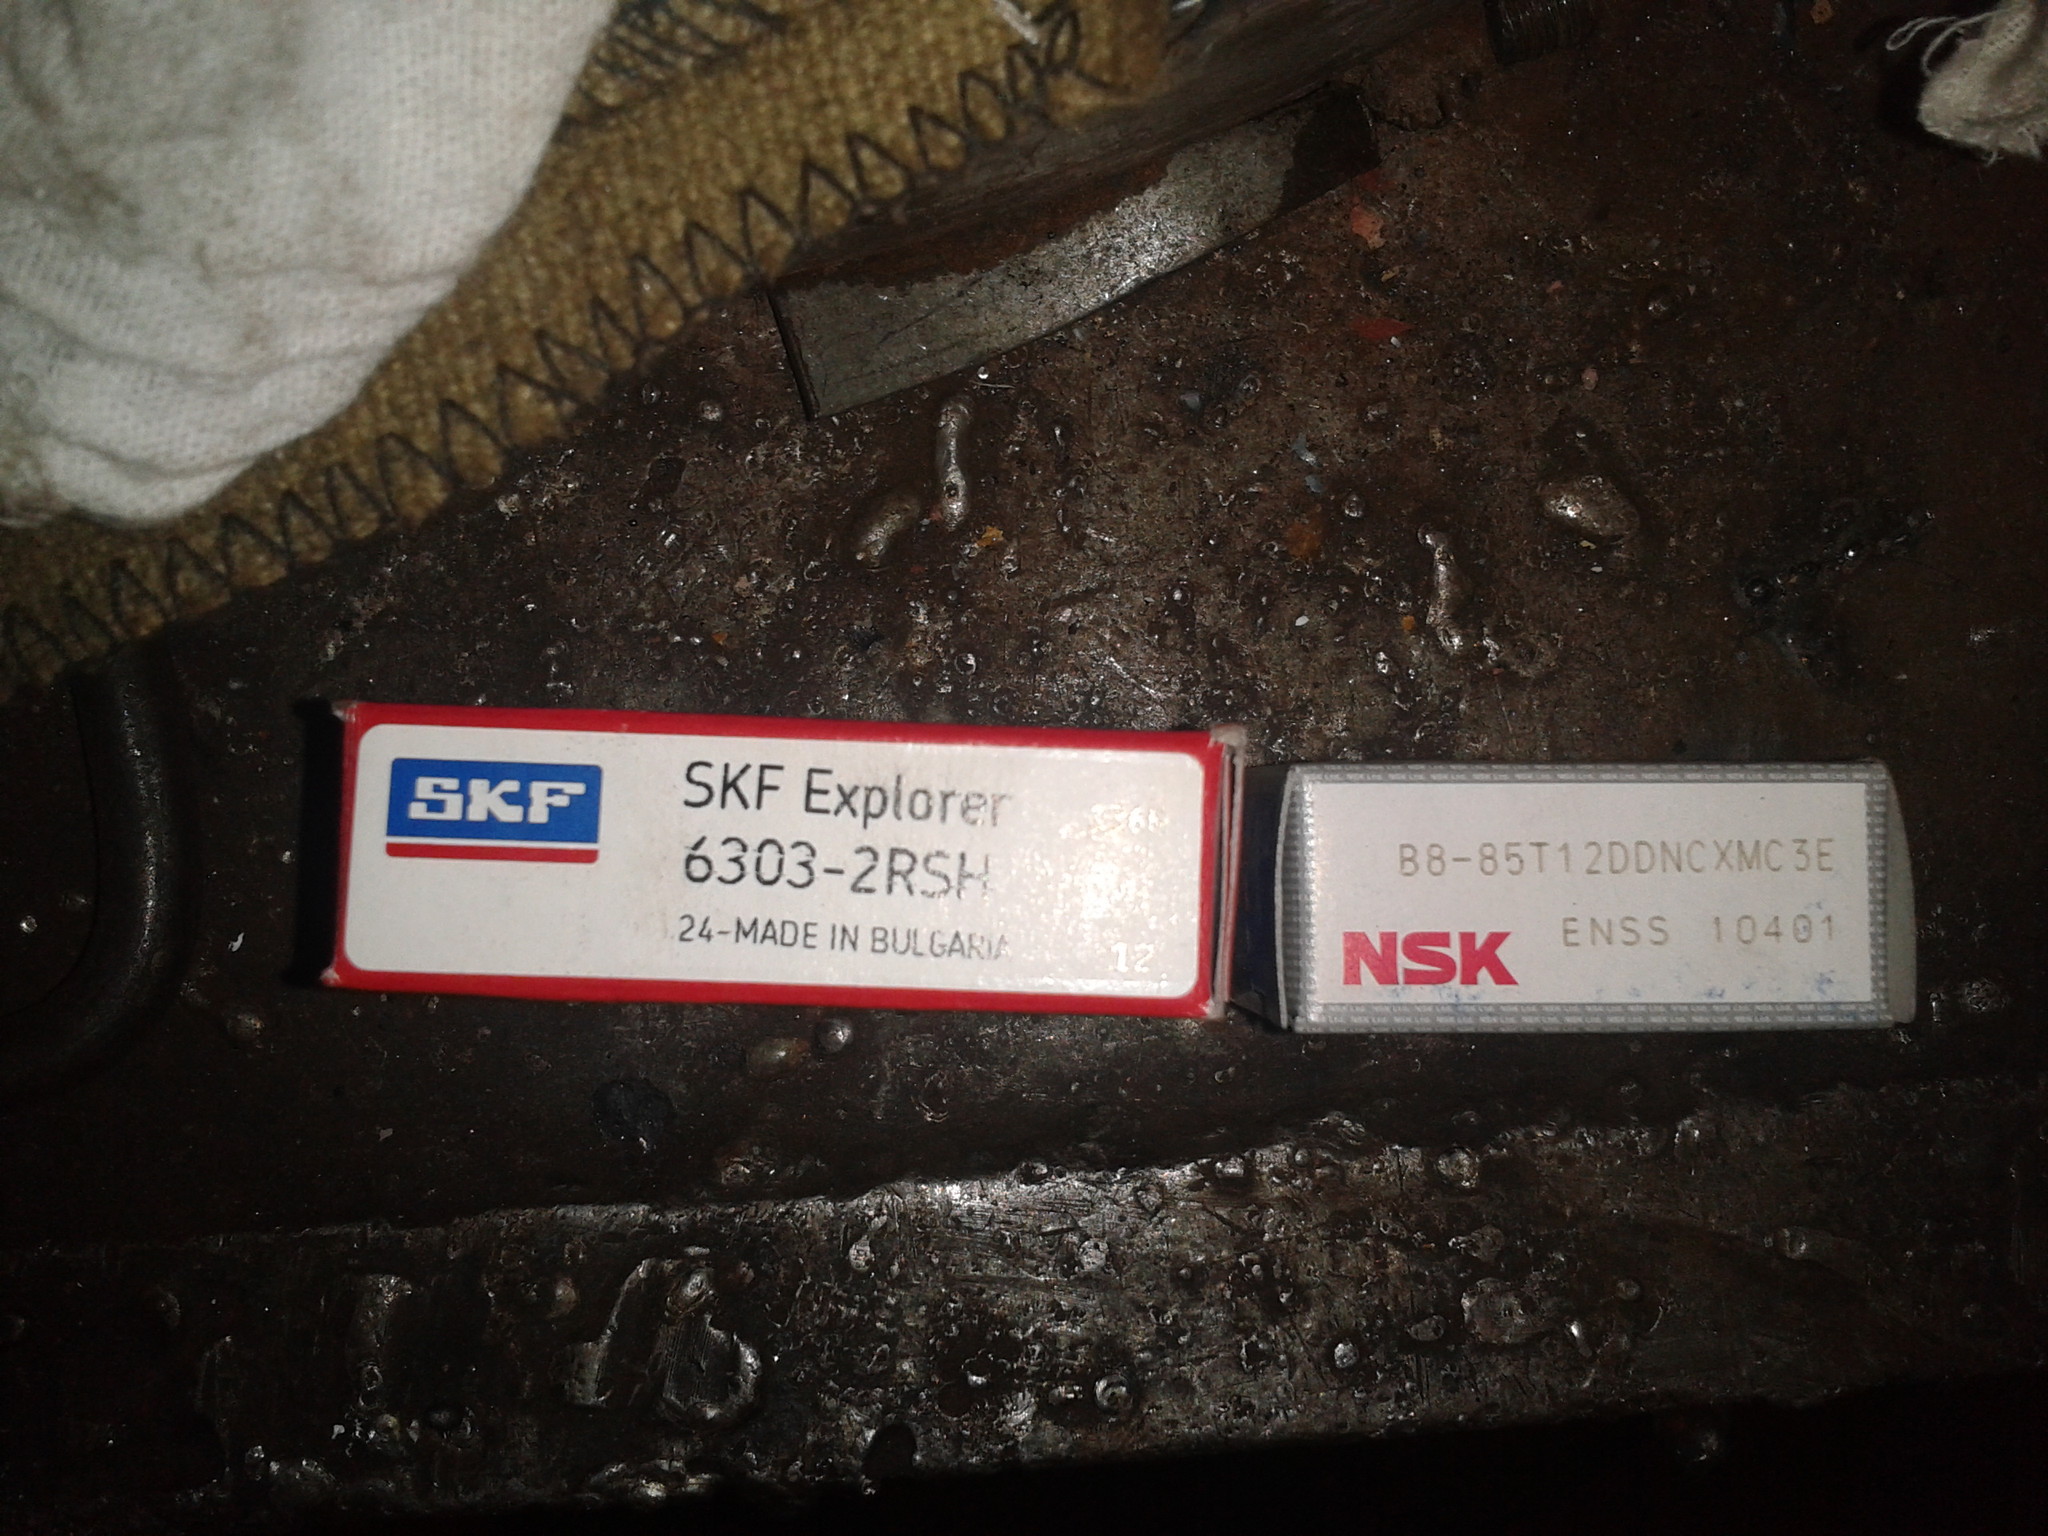 SKF
SKF Explorer
6303-2RSH
24-MADE IN BULGARIA
12
B8-85T12DDNCXMC3E
ENSS 10401
NSK